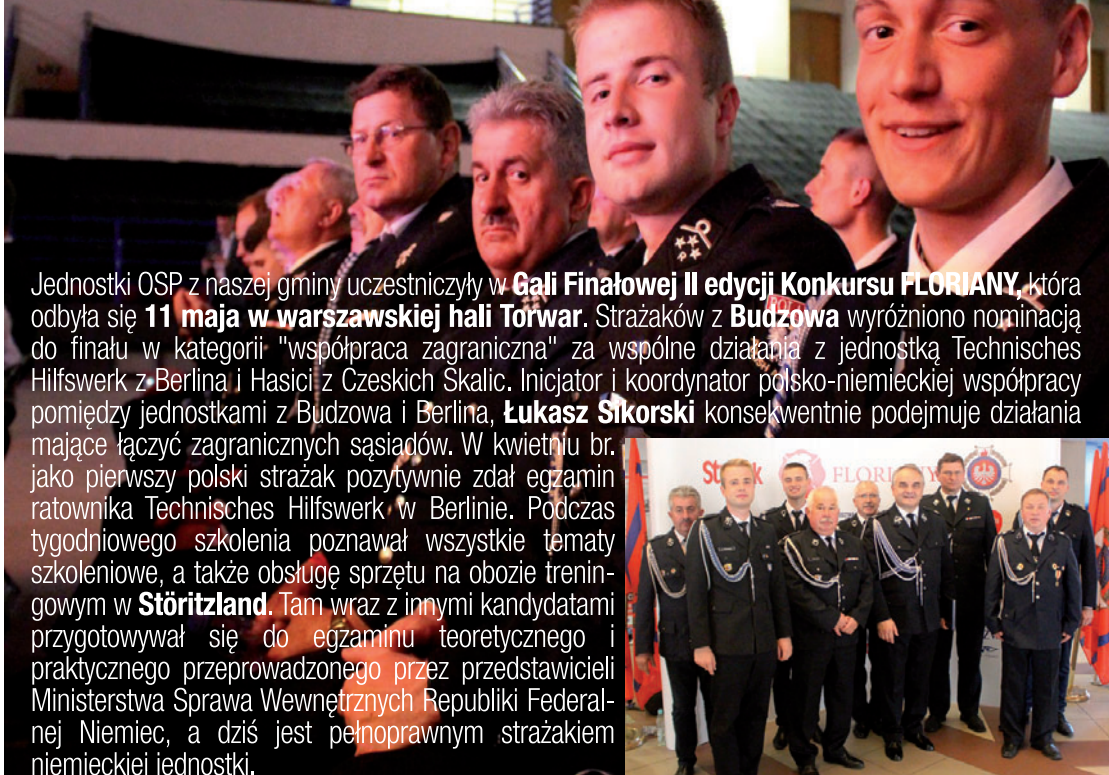 Jednostki OSP z naszej gminy uczestniczyły w Gali Finałowej II edycji Konkursu FLORIANY, która
odbyła się 11 maja w warszawskiej hali Torwar. Strażaków z Budzowa wyróżniono nominacją
do finału w kategorii "współpraca zagraniczna" za wspólne działania z jednostką Technisches
Hilfswerk z Berlina i Hasici z Czeskich Skalic. Inicjator i koordynator polsko-niemieckiej współpracy
pomiędzy jednostkami z Budzowa i Berlina, Łukasz Sikorski konsekwentnie podejmuje działania
mające łączyć zagranicznych sąsiadów. W kwietniu br.
jako pierwszy polski strażak pozytywnie zdał egzamin
ratownika Technisches Hilfswerk w Berlinie. Podczas
tygodniowego szkolenia poznawał wszystkie tematy
szkoleniowe, a także obsługę sprzętu na obozie trenin-
gowym w Störitzland. Tam wraz z innymi kandydatami
przygotowywał się do egzaminu teoretycznego i
praktycznego przeprowadzonego przez przedstawicieli
Ministerstwa Sprawa Wewnętrznych Republiki Federal-
nej Niemiec, a dziś jest pełnoprawnym strażakiem
niemieckiej jednostki.
FLORIANY